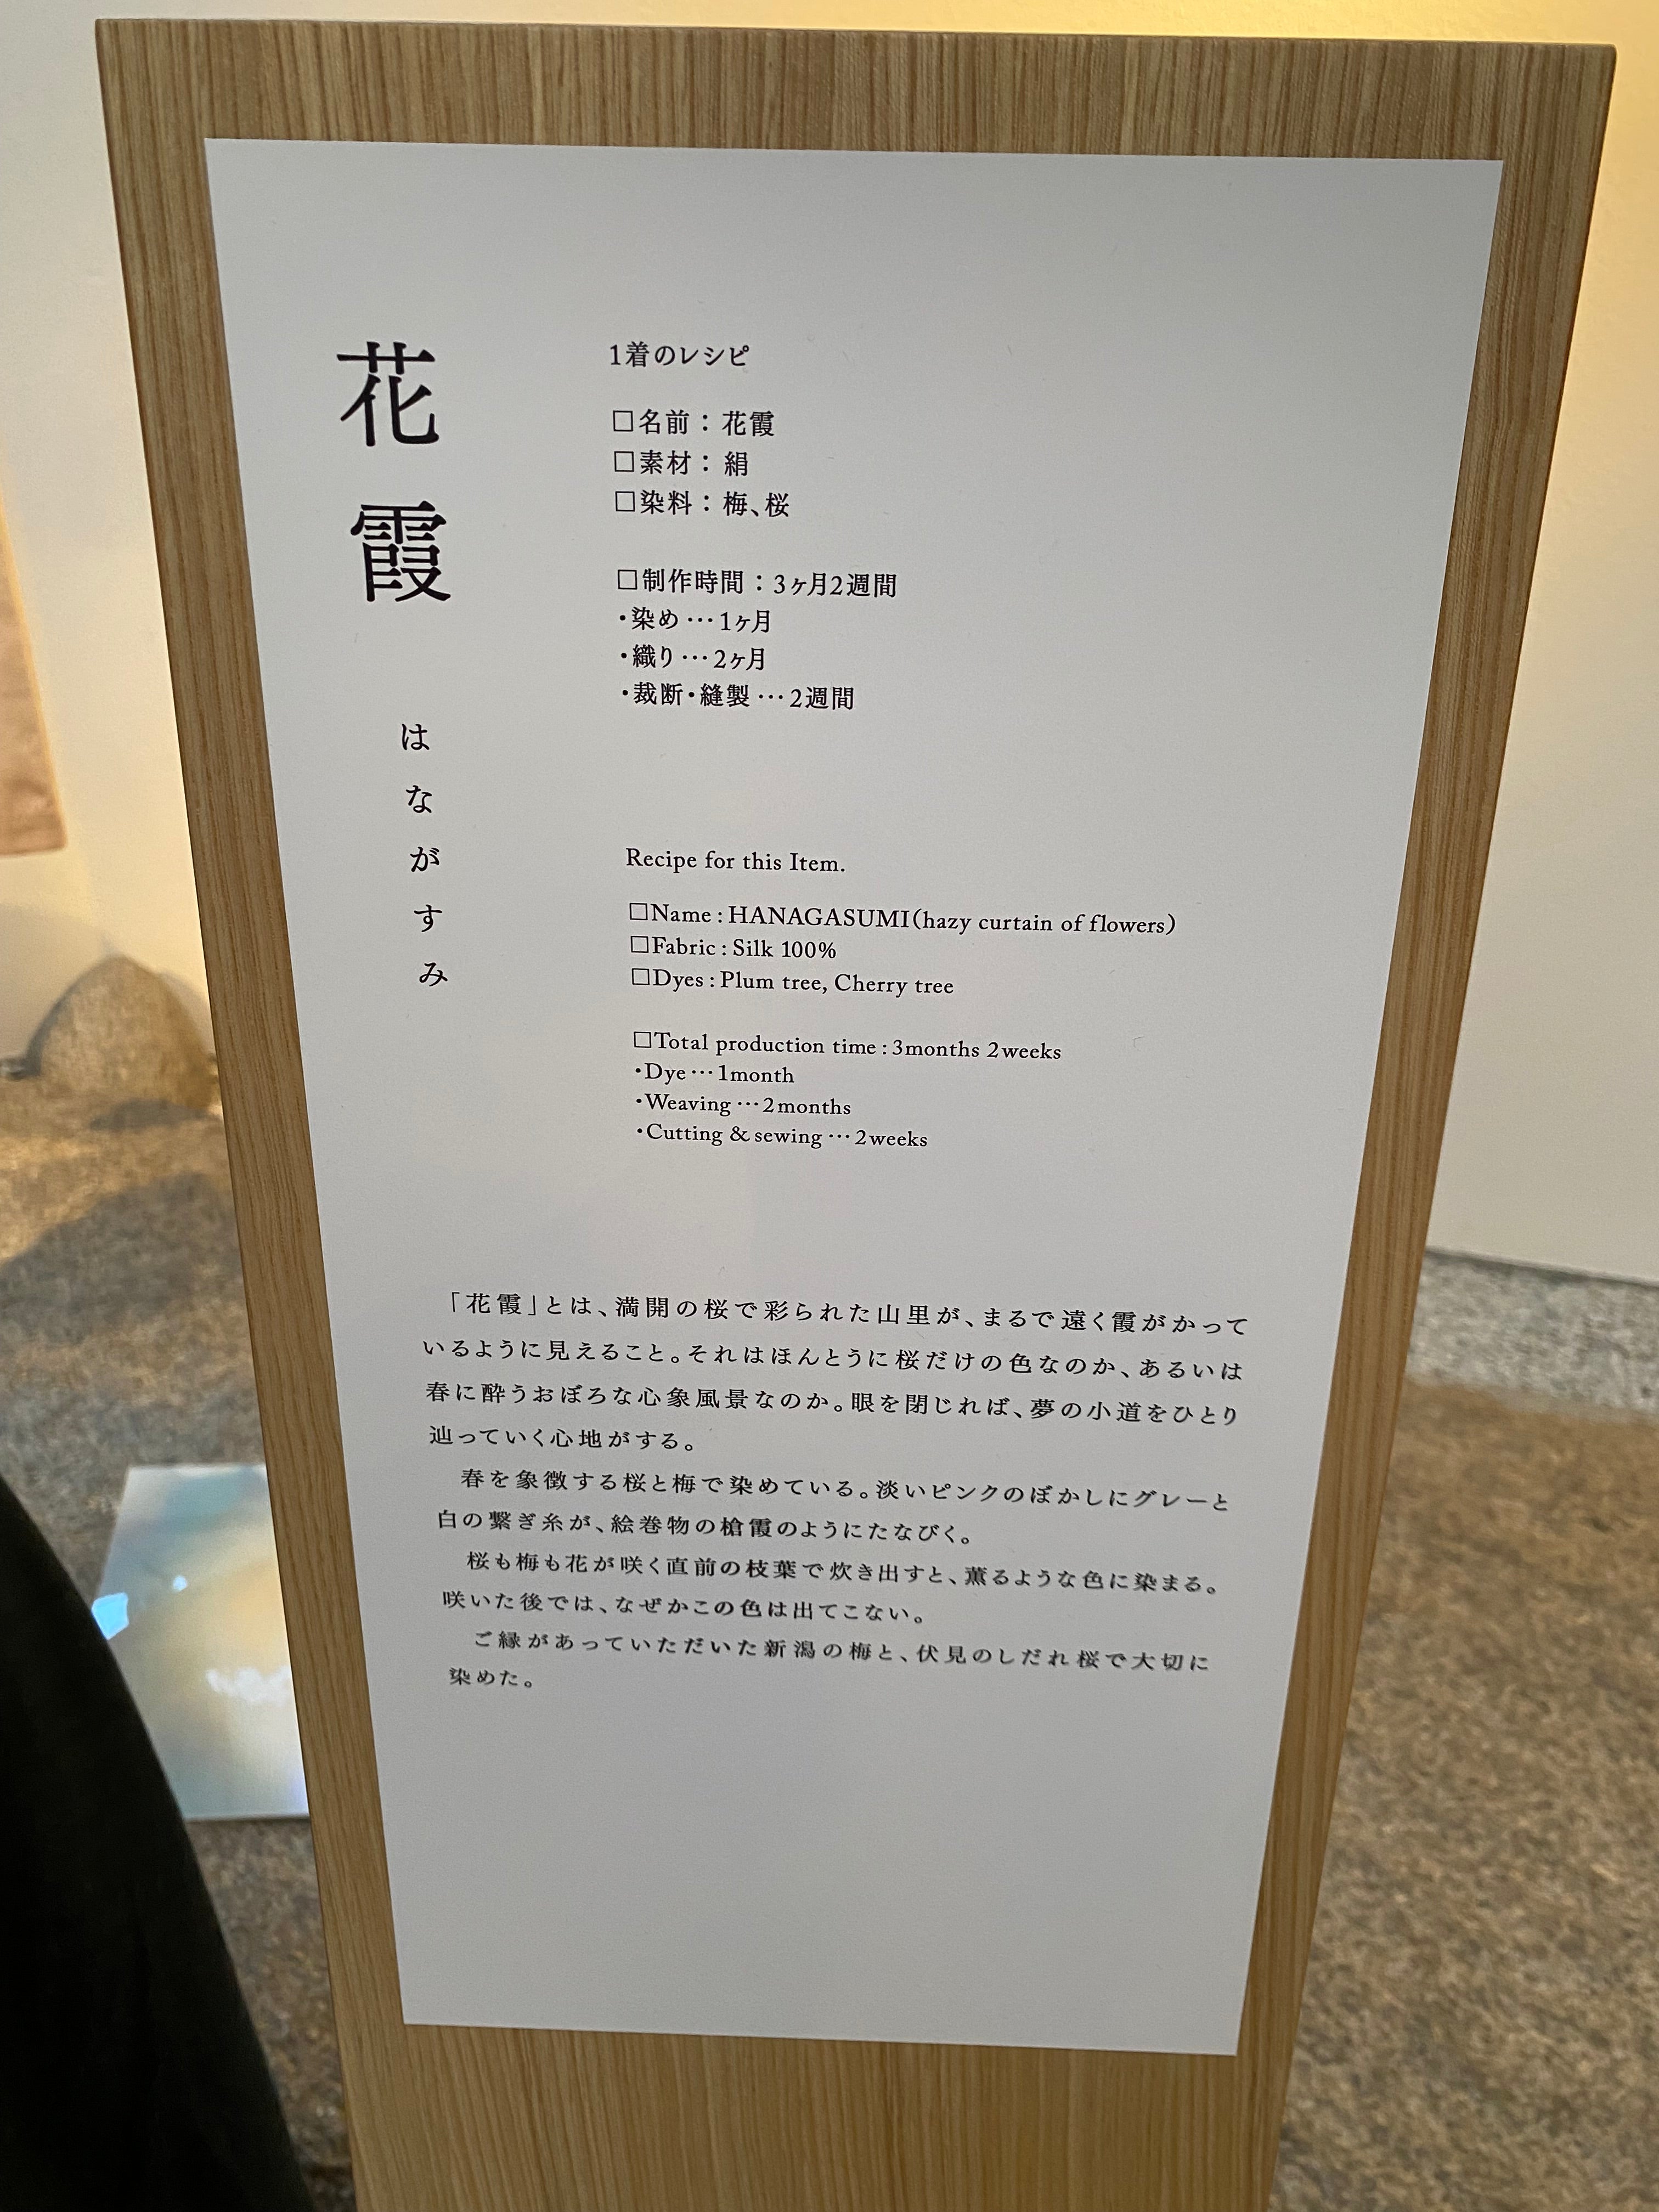 花霞
はながすみ
1着のレシピ
□名前：花霞
□素材：絹
□染料：梅、桜
□制作時間：3ヶ月2週間
・染め…1ヶ月
・織り…2ヶ月
・裁断・縫製…2週間
Recipe for this Item.
□Name : HANAGASUMI(hazy curtain of flowers)
□Fabric : Silk 100%
□Dyes : Plum tree, Cherry tree
□Total production time : 3months 2weeks
・Dye…1month
・Weaving…2months
・Cutting & sewing…2weeks
「花霞」とは、満開の桜で彩られた山里が、まるで遠く霞がかって
いるように見えること。それはほんとうに桜だけの色なのか、あるいは
春に酔うおぼろな心象風景なのか。眼を閉じれば、夢の小道をひとり
辿っていく心地がする。
春を象徴する桜と梅で染めている。淡いピンクのぼかしにグレーと
白の繋ぎ糸が、絵巻物の槍霞のようにたなびく。
桜も梅も花が咲く直前の枝葉で炊き出すと、薫るような色に染まる。
咲いた後では、なぜかこの色は出てこない。
ご縁があっていただいた新潟の梅と、伏見のしだれ桜で大切に
染めた。